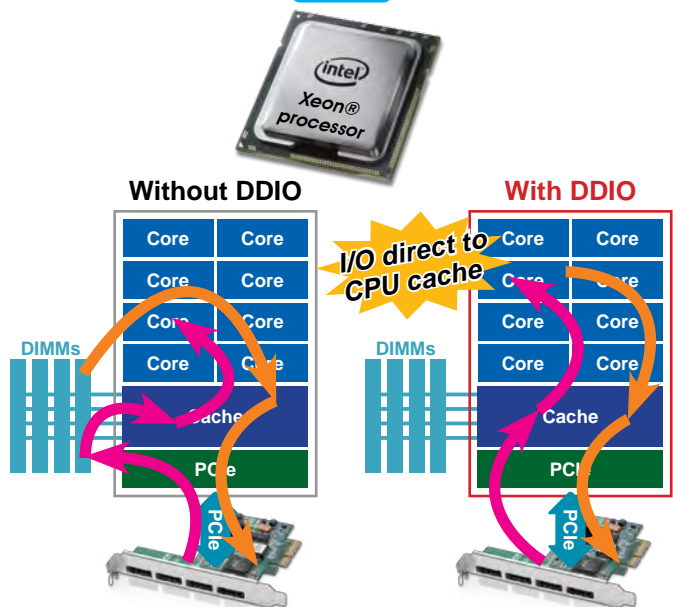 intel
Xeon®
processor
Without DDIO
With DDIO
I/O direct to
CPU cache
Core Core
Core Core
Core Core
Core Core
DIMMs
Cache
PCIe
PCIe
Core Core
Core Core
Core Core
Core Core
DIMMs
Cache
PCIe
PCIe